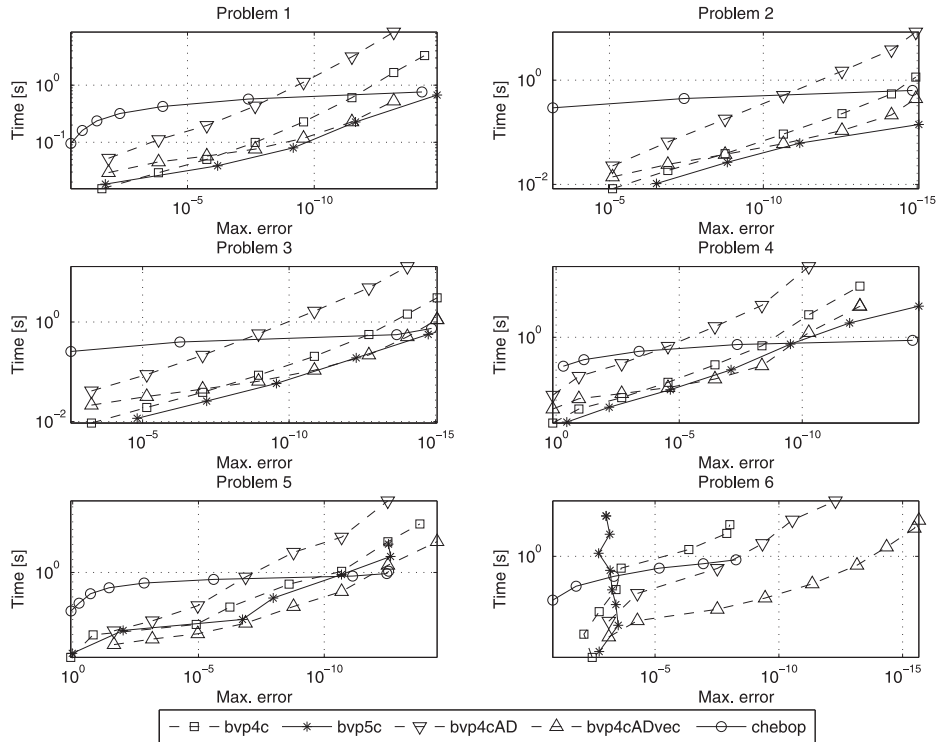 Problem 1
Time [s]
10^0
10^-1
10^-5
10^-10
Max. error
Problem 2
Time [s]
10^0
10^-2
10^-5
10^-10
10^-15
Max. error
Problem 3
Time [s]
10^0
10^-2
10^-5
10^-10
10^-15
Max. error
Problem 4
Time [s]
10^0
10^0
10^-5
10^-10
Max. error
Problem 5
Time [s]
10^0
10^0
10^-5
10^-10
Max. error
Problem 6
Time [s]
10^0
10^-5
10^-10
10^-15
Max. error
bvp4c bvp5c bvp4cAD bvp4cADvec chebop